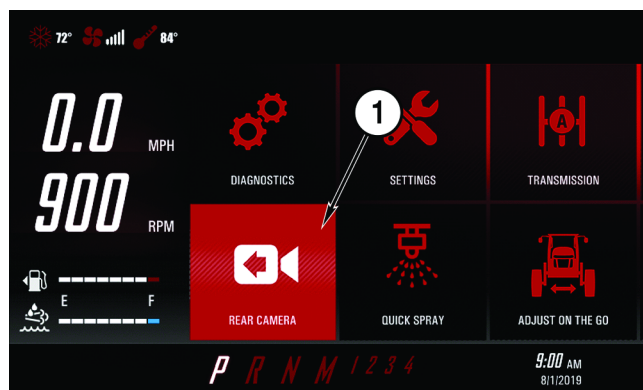 72° 84°
1
0.0 MPH
DIAGNOSTICS SETTINGS TRANSMISSION
A
900 RPM
E F
REAR CAMERA QUICK SPRAY ADJUST ON THE GO
P R N M 1 2 3 4
9:00 AM
8/1/2019